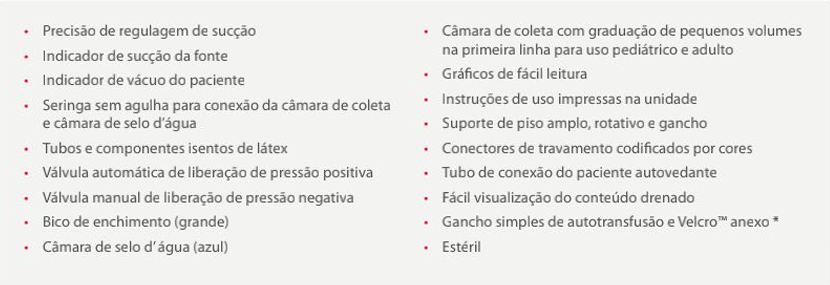 • Precisão de regulagem de sucção
• Indicador de sucção da fonte
• Indicador de vácuo do paciente
• Seringa sem agulha para conexão da câmara de coleta
e câmara de selo d'água
• Tubos e componentes isentos de látex
• Válvula automática de liberação de pressão positiva
• Válvula manual de liberação de pressão negativa
• Bico de enchimento (grande)
• Câmara de selo d' água (azul)
• Câmara de coleta com graduação de pequenos volumes
na primeira linha para uso pediátrico e adulto
• Gráficos de fácil leitura
• Instruções de uso impressas na unidade
• Suporte de piso amplo, rotativo e gancho
• Conectores de travamento codificados por cores
• Tubo de conexão do paciente autovedante
• Fácil visualização do conteúdo drenado
• Gancho simples de autotransfusão e Velcro™ anexo *
• Estéril